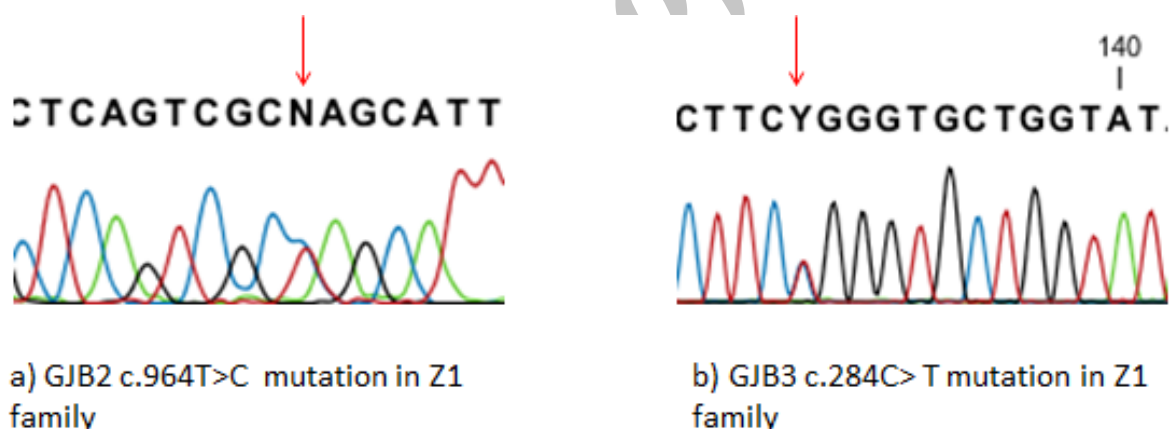 CTCAGTCGCNAGCATT
140
CTTCYGGGTGCTGGTAT.
a) GJB2 c.964T>C mutation in Z1
family
b) GJB3 c.284C> T mutation in Z1
family